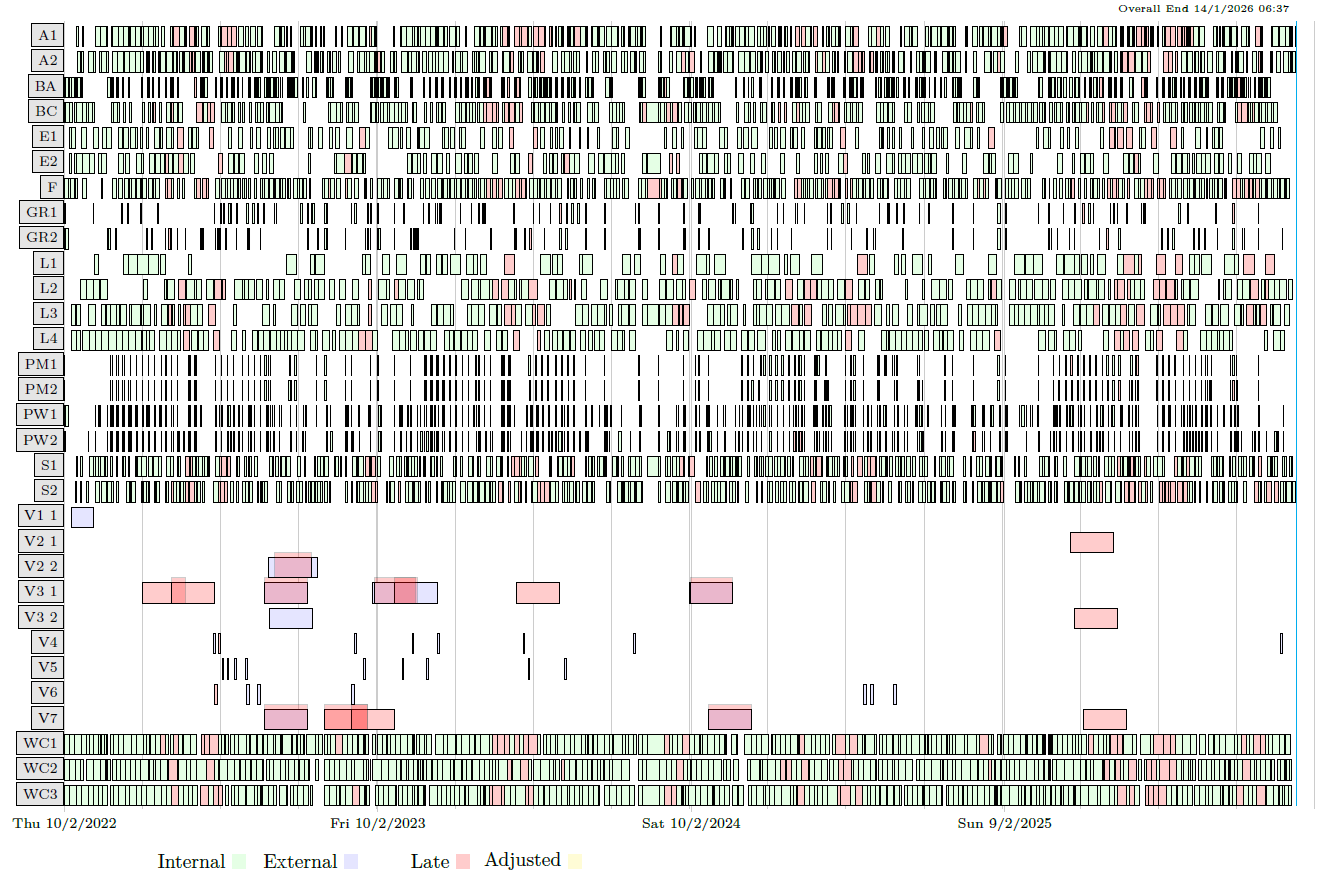 Overall End 14/1/2026 06:37
A1
A2
BA
BC
E1
E2
F
GR1
GR2
L1
L2
L3
L4
PM1
PM2
PW1
PW2
S1
S2
V1 1
V2 1
V2 2
V3 1
V3 2
V4
V5
V6
V7
WC1
WC2
WC3
Thu 10/2/2022 Fri 10/2/2023 Sat 10/2/2024 Sun 9/2/2025
Internal External Late Adjusted